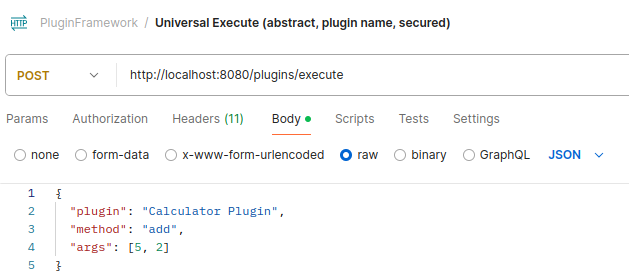 HTTP PluginFramework / Universal Execute (abstract, plugin name, secured)
POST http://localhost:8080/plugins/execute
Params Authorization Headers (11) Body Scripts Tests Settings
none form-data x-www-form-urlencoded raw binary GraphQL JSON
1 {
2 "plugin": "Calculator Plugin",
3 "method": "add",
4 "args": [5, 2]
5 }